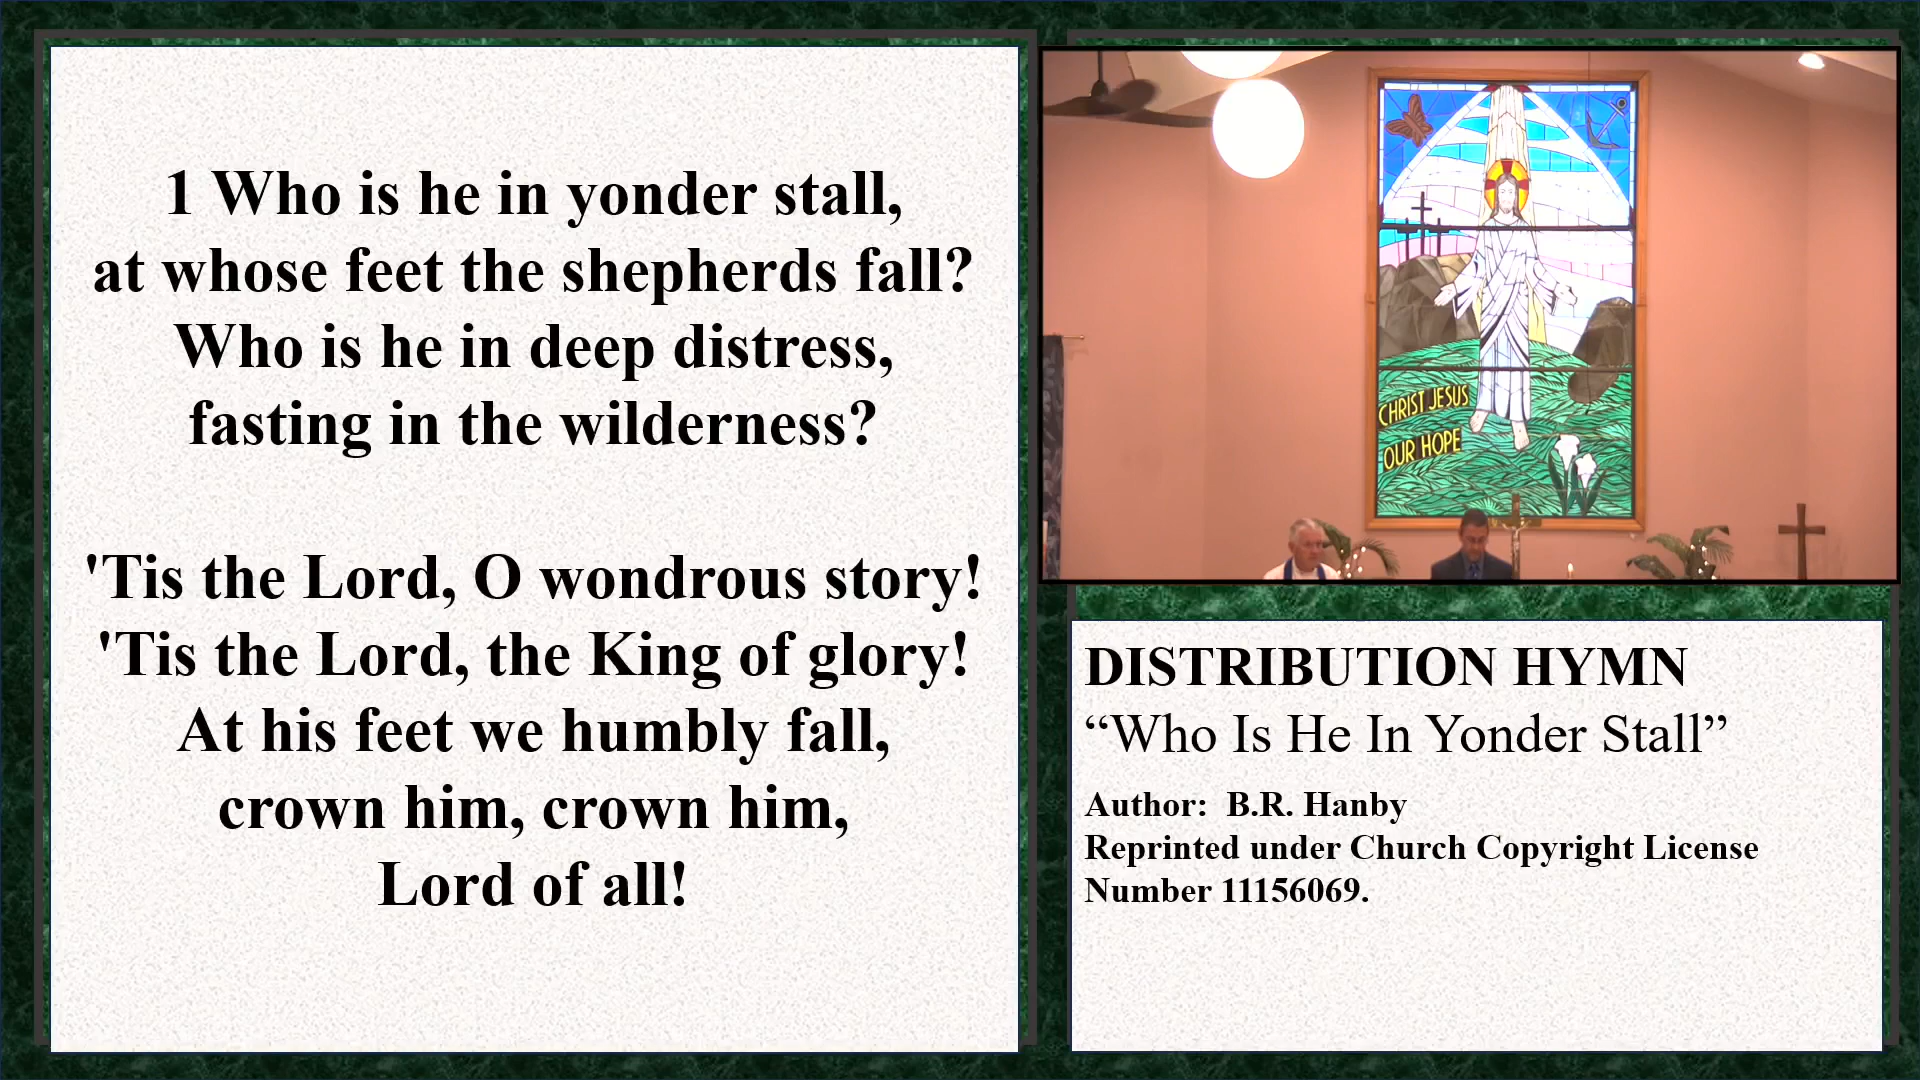 1 Who is he in yonder stall,
at whose feet the shepherds fall?
Who is he in deep distress,
fasting in the wilderness?
'Tis the Lord, O wondrous story!
'Tis the Lord, the King of glory!
At his feet we humbly fall,
crown him, crown him,
Lord of all!
CHRIST JESUS
OUR HOPE
DISTRIBUTION HYMN
“Who Is He In Yonder Stall”
Author:  B.R. Hanby
Reprinted under Church Copyright License
Number 11156069.